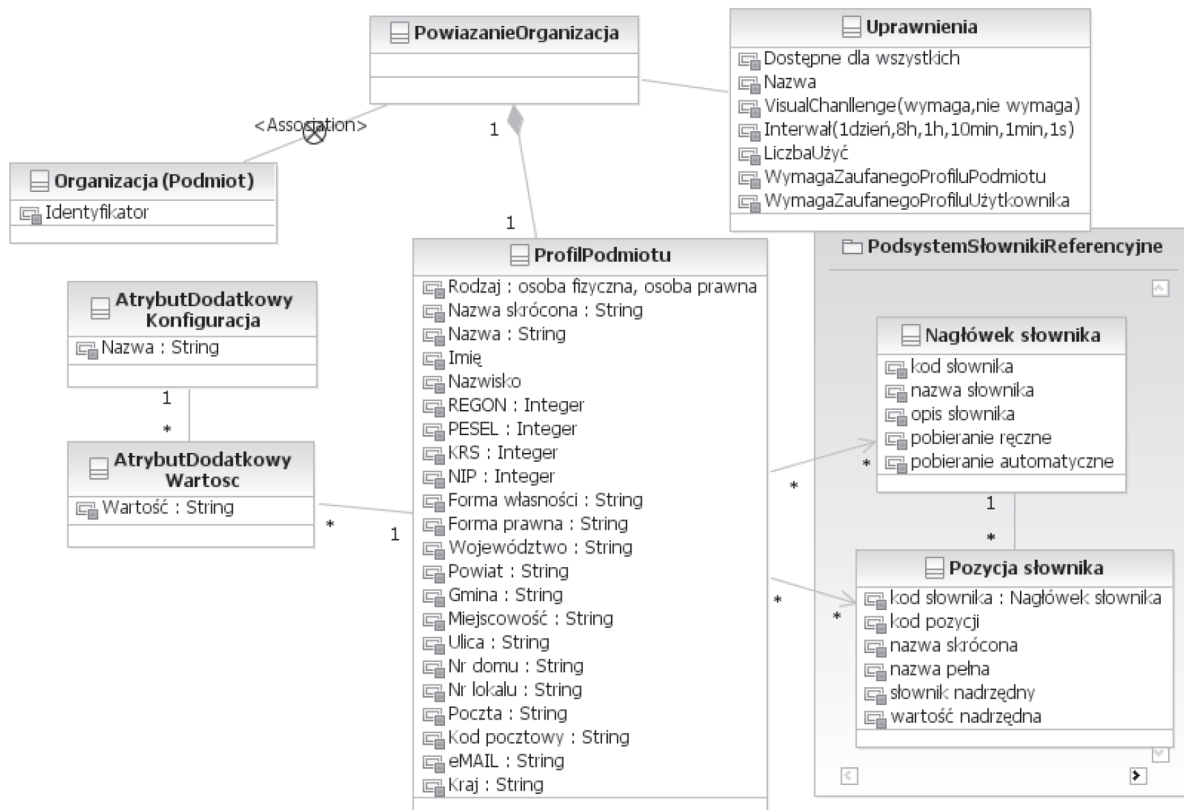 PowiazanieOrganizacja
1
<Association>
Uprawnienia
Dostępne dla wszystkich
Nazwa
VisualChanllenge(wymaga,nie wymaga)
Interwał(1dzień,8h,1h,10min,1min,1s)
LiczbaUżyć
WymagaZaufanegoProfiluPodmiotu
WymagaZaufanegoProfiluUżytkownika
Organizacja (Podmiot)
Identyfikator
1
AtrybutDodatkowy
Konfiguracja
Nazwa : String
1
*
AtrybutDodatkowy
Wartosc
Wartość : String
*
1
ProfilPodmiotu
Rodzaj : osoba fizyczna, osoba prawna
Nazwa skrócona : String
Nazwa : String
Imię
Nazwisko
REGON : Integer
PESEL : Integer
KRS : Integer
NIP : Integer
Forma własności : String
Forma prawna : String
Województwo : String
Powiat : String
Gmina : String
Miejscowość : String
Ulica : String
Nr domu : String
Nr lokalu : String
Poczta : String
Kod pocztowy : String
eMAIL : String
Kraj : String
*
*
*
*
PodsystemSłownikiReferencyjne
Nagłówek słownika
kod słownika
nazwa słownika
opis słownika
pobieranie ręczne
pobieranie automatyczne
1
*
Pozycja słownika
kod słownika : Nagłówek słownika
kod pozycji
nazwa skrócona
nazwa pełna
słownik nadrzędny
wartość nadrzędna